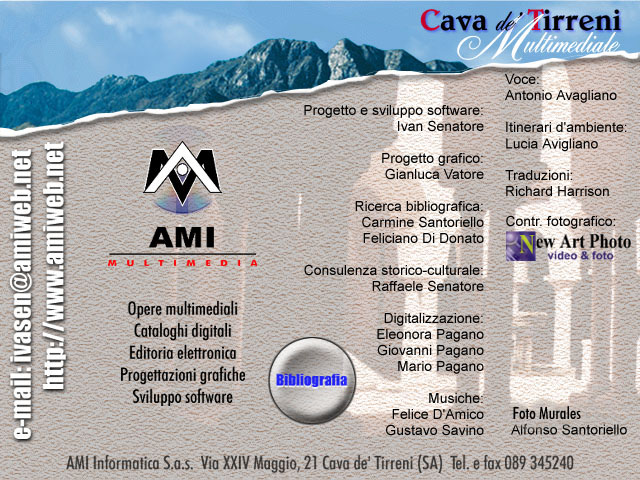 Cava de' Tirreni
Multimediale
Progetto e sviluppo software:
Ivan Senatore
Progetto grafico:
Gianluca Vatore
Ricerca bibliografica:
Carmine Santoriello
Feliciano Di Donato
Consulenza storico-culturale:
Raffaele Senatore
Digitalizzazione:
Eleonora Pagano
Giovanni Pagano
Mario Pagano
Musiche:
Felice D'Amico
Gustavo Savino
Voce:
Antonio Avagliano
Itinerari d'ambiente:
Lucia Avigliano
Traduzioni:
Richard Harrison
Contr. fotografico:
New Art Photo
video & foto
Foto Murales
Alfonso Santoriello
e-mail: ivasen@amiweb.net
http://www.amiweb.net
AMI
MULTIMEDIA
Opere multimediali
Cataloghi digitali
Editoria elettronica
Progettazioni grafiche
Sviluppo software
Bibliografia
AMI Informatica S.a.s. Via XXIV Maggio, 21 Cava de' Tirreni (SA) Tel. e fax 089 345240